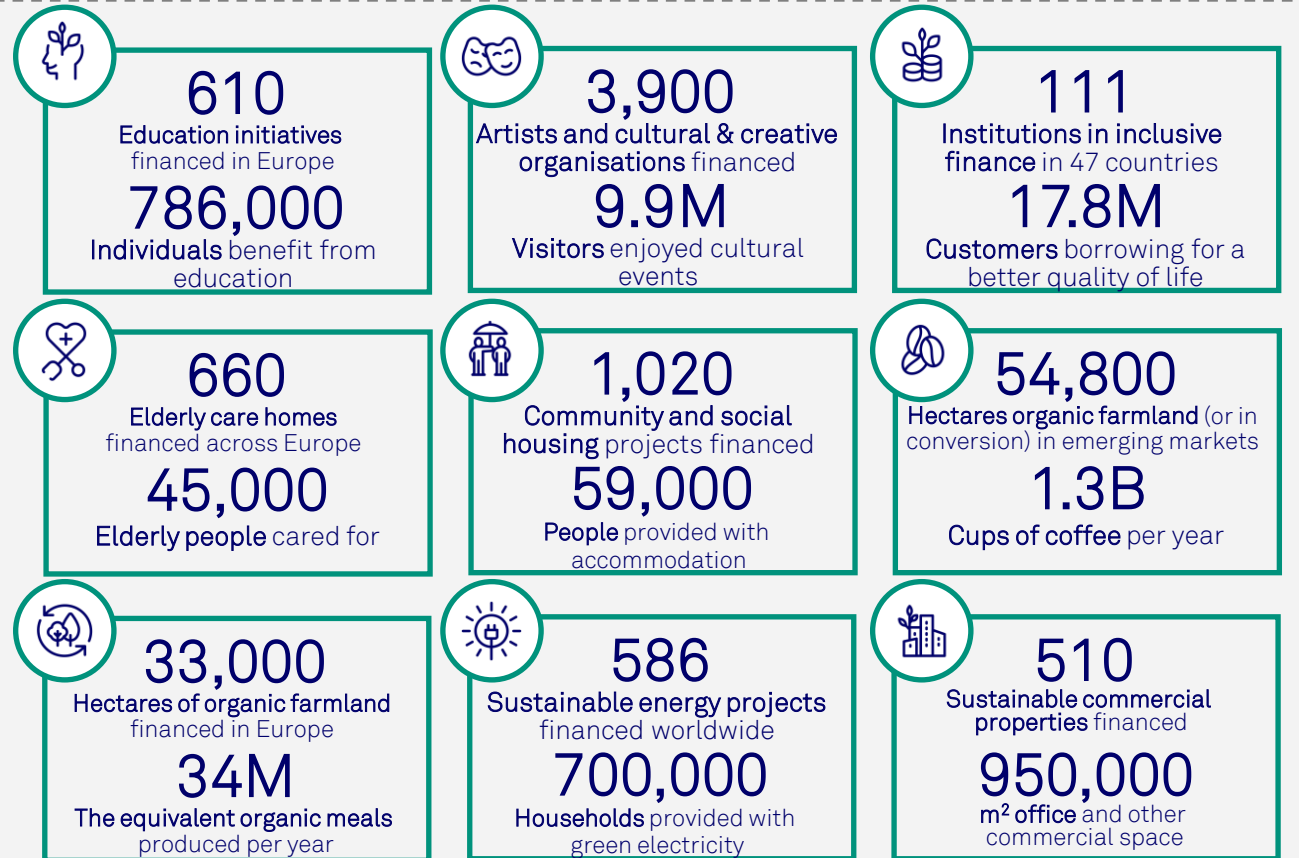 610
Education initiatives
financed in Europe
786,000
Individuals benefit from
education
3,900
Artists and cultural & creative
organisations financed
9.9M
Visitors enjoyed cultural
events
111
Institutions in inclusive
finance in 47 countries
17.8M
Customers borrowing for a
better quality of life
660
Elderly care homes
financed across Europe
45,000
Elderly people cared for
1,020
Community and social
housing projects financed
59,000
People provided with
accommodation
54,800
Hectares organic farmland (or in
conversion) in emerging markets
1.3B
Cups of coffee per year
33,000
Hectares of organic farmland
financed in Europe
34M
The equivalent organic meals
produced per year
586
Sustainable energy projects
financed worldwide
700,000
Households provided with
green electricity
510
Sustainable commercial
properties financed
950,000
m² office and other
commercial space